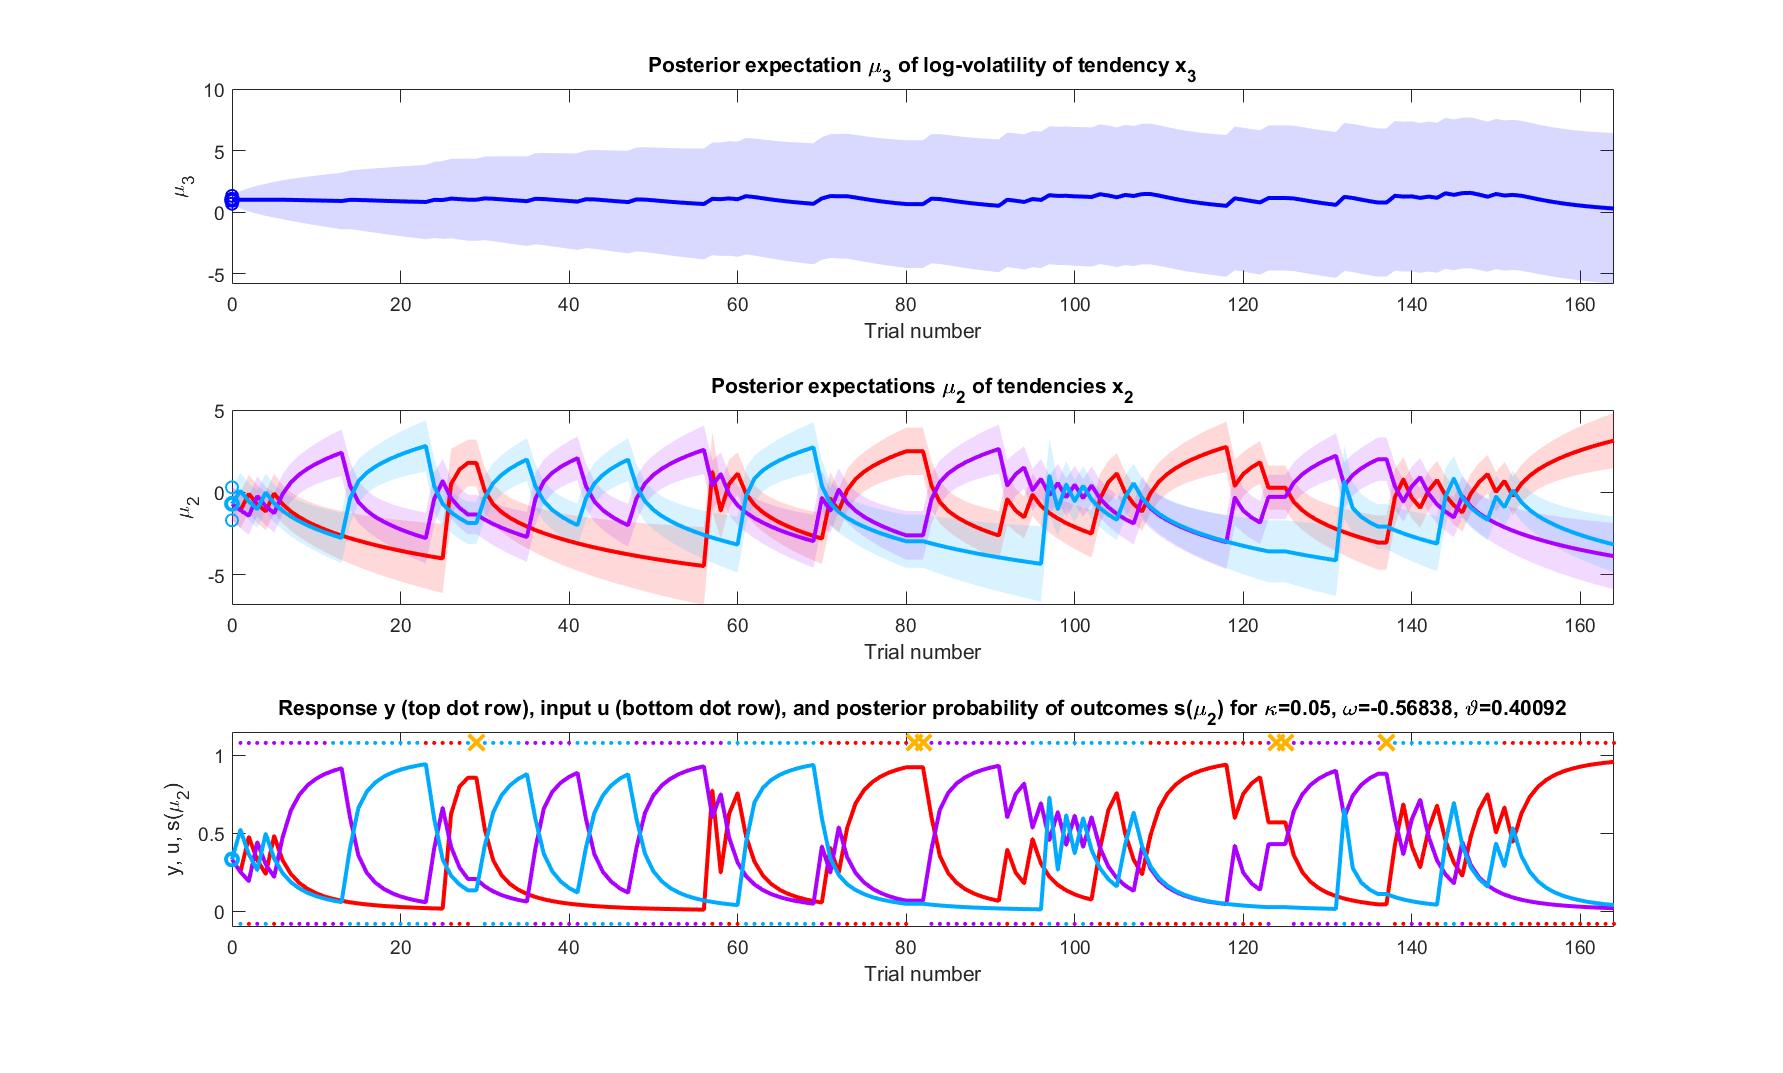 Posterior expectation μ3 of log-volatility of tendency x3
10
5
0
-5
μ3
0 20 40 60 80 100 120 140 160
Trial number
Posterior expectations μ2 of tendencies x2
5
0
-5
μ2
0 20 40 60 80 100 120 140 160
Trial number
Response y (top dot row), input u (bottom dot row), and posterior probability of outcomes s(μ2) for κ=0.05, ω=-0.56838, ϑ=0.40092
1
0.5
0
y, u, s(μ2)
0 20 40 60 80 100 120 140 160
Trial number